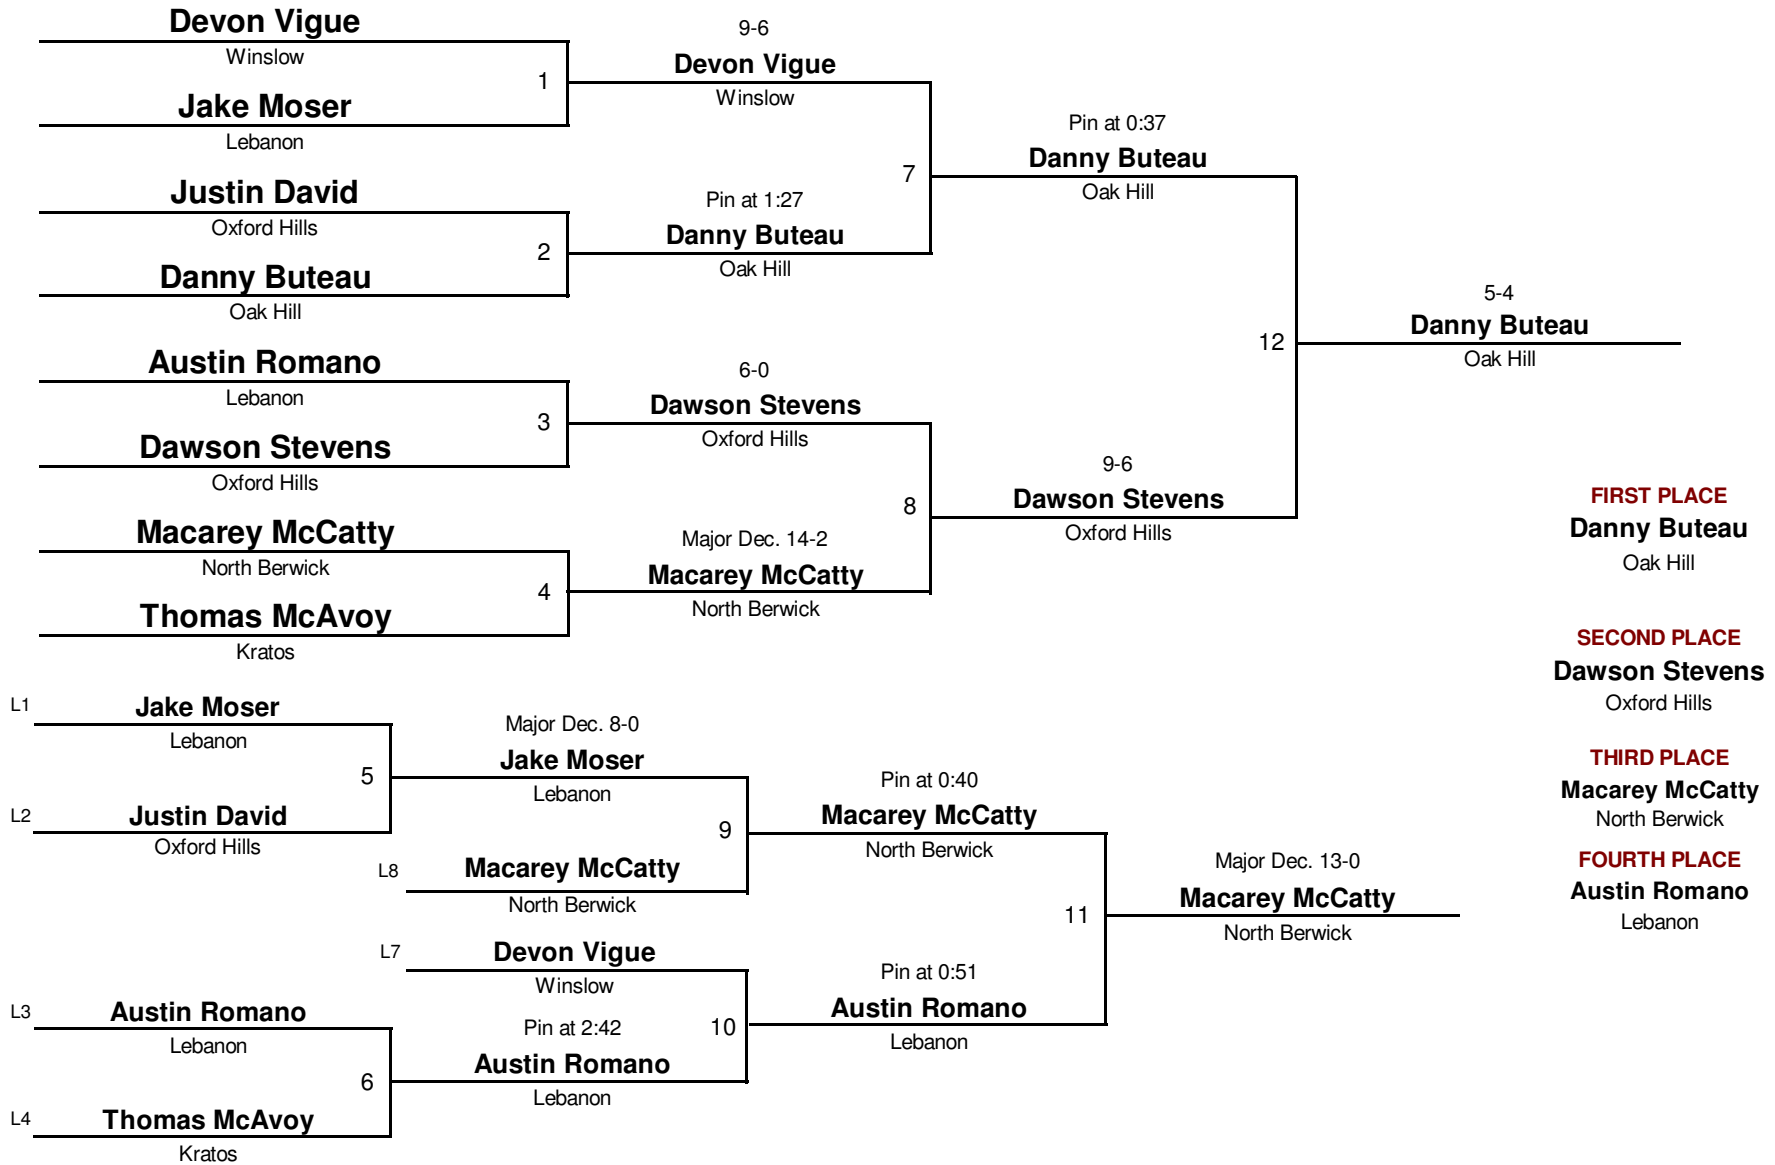 Devon Vigue
Winslow
1
Jake Moser
Lebanon
Justin David
Oxford Hills
2
Danny Buteau
Oak Hill
Austin Romano
Lebanon
3
Dawson Stevens
Oxford Hills
Macarey McCatty
North Berwick
4
Thomas McAvoy
Kratos
9-6
Devon Vigue
Winslow
7
Pin at 1:27
Danny Buteau
Oak Hill
6-0
Dawson Stevens
Oxford Hills
8
Major Dec. 14-2
Macarey McCatty
North Berwick
Pin at 0:37
Danny Buteau
Oak Hill
12
9-6
Dawson Stevens
Oxford Hills
5-4
Danny Buteau
Oak Hill
FIRST PLACE
Danny Buteau
Oak Hill
SECOND PLACE
Dawson Stevens
Oxford Hills
THIRD PLACE
Macarey McCatty
North Berwick
FOURTH PLACE
Austin Romano
Lebanon
L1 Jake Moser
Lebanon
5
L2 Justin David
Oxford Hills
Major Dec. 8-0
Jake Moser
Lebanon
9
L8 Macarey McCatty
North Berwick
L7 Devon Vigue
Winslow
10
L3 Austin Romano
Lebanon
6
L4 Thomas McAvoy
Kratos
Pin at 2:42
Austin Romano
Lebanon
Pin at 0:40
Macarey McCatty
North Berwick
11
Pin at 0:51
Austin Romano
Lebanon
Major Dec. 13-0
Macarey McCatty
North Berwick